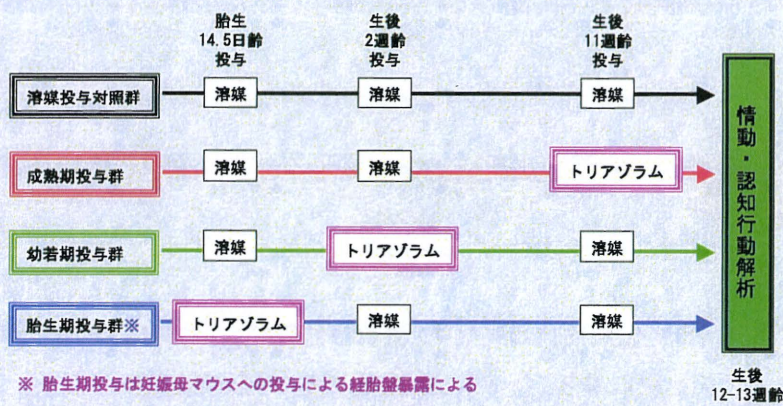 胎生
14.5日齢
投与
生後
2週齢
投与
生後
11週齢
投与
溶媒投与対照群
溶媒
溶媒
溶媒
成熟期投与群
溶媒
溶媒
トリアゾラム
幼若期投与群
溶媒
トリアゾラム
溶媒
胎生期投与群※
トリアゾラム
溶媒
溶媒
情動・認知行動解析
生後
12-13週齢
※ 胎生期投与は妊娠母マウスへの投与による経胎盤暴露による